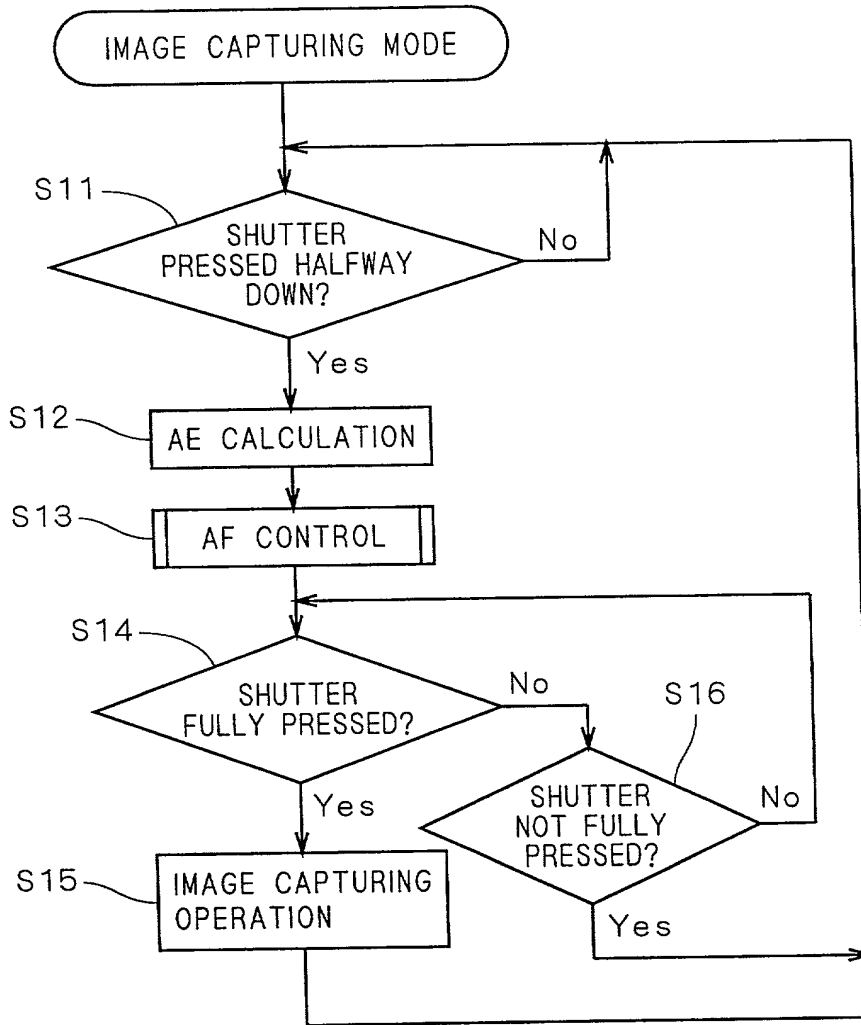 IMAGE CAPTURING MODE
S11
SHUTTER
PRESSED HALFWAY
DOWN?
No
Yes
S12
AE CALCULATION
S13
AF CONTROL
S14
SHUTTER
FULLY PRESSED?
No
S16
Yes
SHUTTER
NOT FULLY
PRESSED?
No
S15
IMAGE CAPTURING
OPERATION
Yes